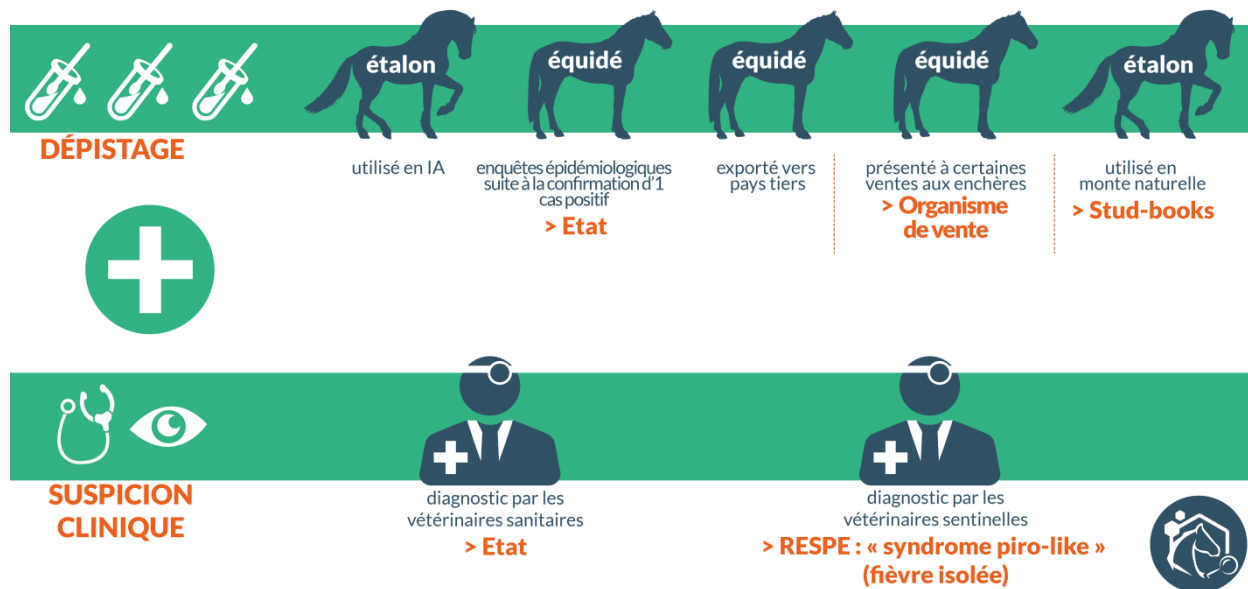 étalon
équidé
équidé
équidé
étalon
DÉPISTAGE
utilisé en IA
enquêtes épidémiologiques
suite à la confirmation d’1
cas positif
> Etat
exporté vers
pays tiers
présenté à certaines
ventes aux enchères
> Organisme
de vente
utilisé en
monte naturelle
> Stud-books
SUSPICION
CLINIQUE
diagnostic par les
vétérinaires sanitaires
> Etat
diagnostic par les
vétérinaires sentinelles
> RESPE : « syndrome piro-like »
(fièvre isolée)